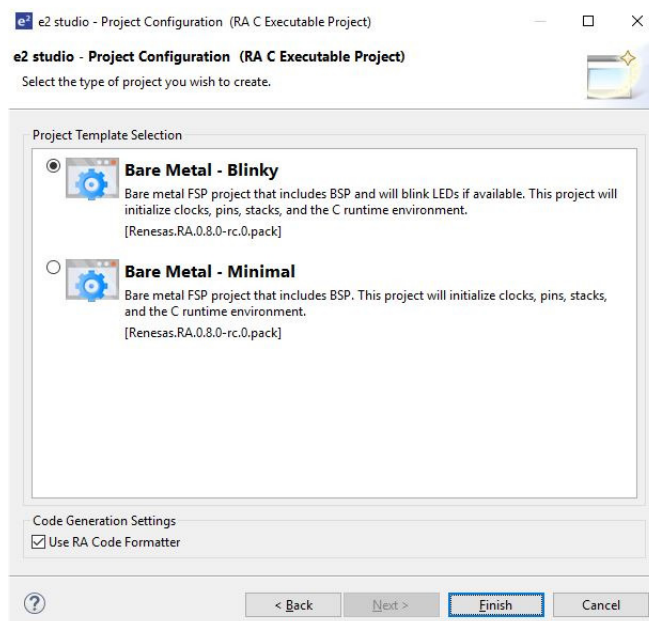 e2 e2 studio - Project Configuration (RA C Executable Project)
e2 studio - Project Configuration (RA C Executable Project)
Select the type of project you wish to create.
Project Template Selection
Bare Metal - Blinky
Bare metal FSP project that includes BSP and will blink LEDs if available. This project will
initialize clocks, pins, stacks, and the C runtime environment.
[Renesas.RA.0.8.0-rc.0.pack]
Bare Metal - Minimal
Bare metal FSP project that includes BSP. This project will initialize clocks, pins, stacks,
and the C runtime environment.
[Renesas.RA.0.8.0-rc.0.pack]
Code Generation Settings
Use RA Code Formatter
? < Back Next > Finish Cancel